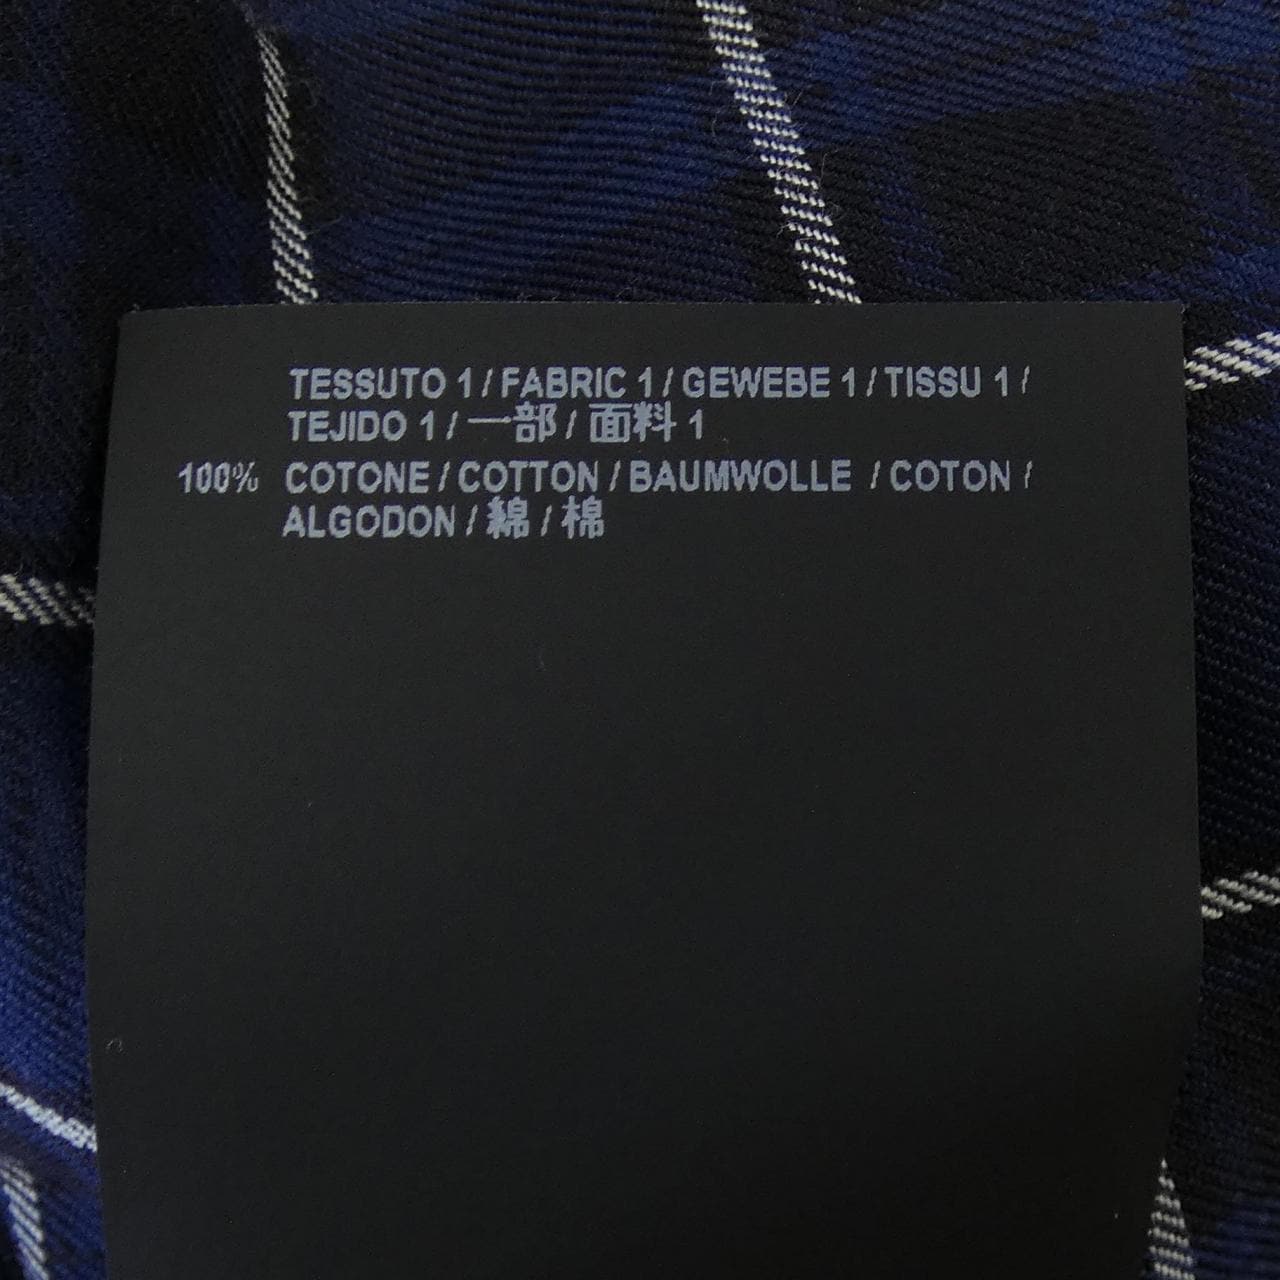 TESSUTO 1 / FABRIC 1 / GEWEBE 1 / TISSU 1 /
TEJIDO 1 / 一部 / 面料 1
100% COTONE / COTTON / BAUMWOLLE / COTON /
ALGODON / 綿 / 棉